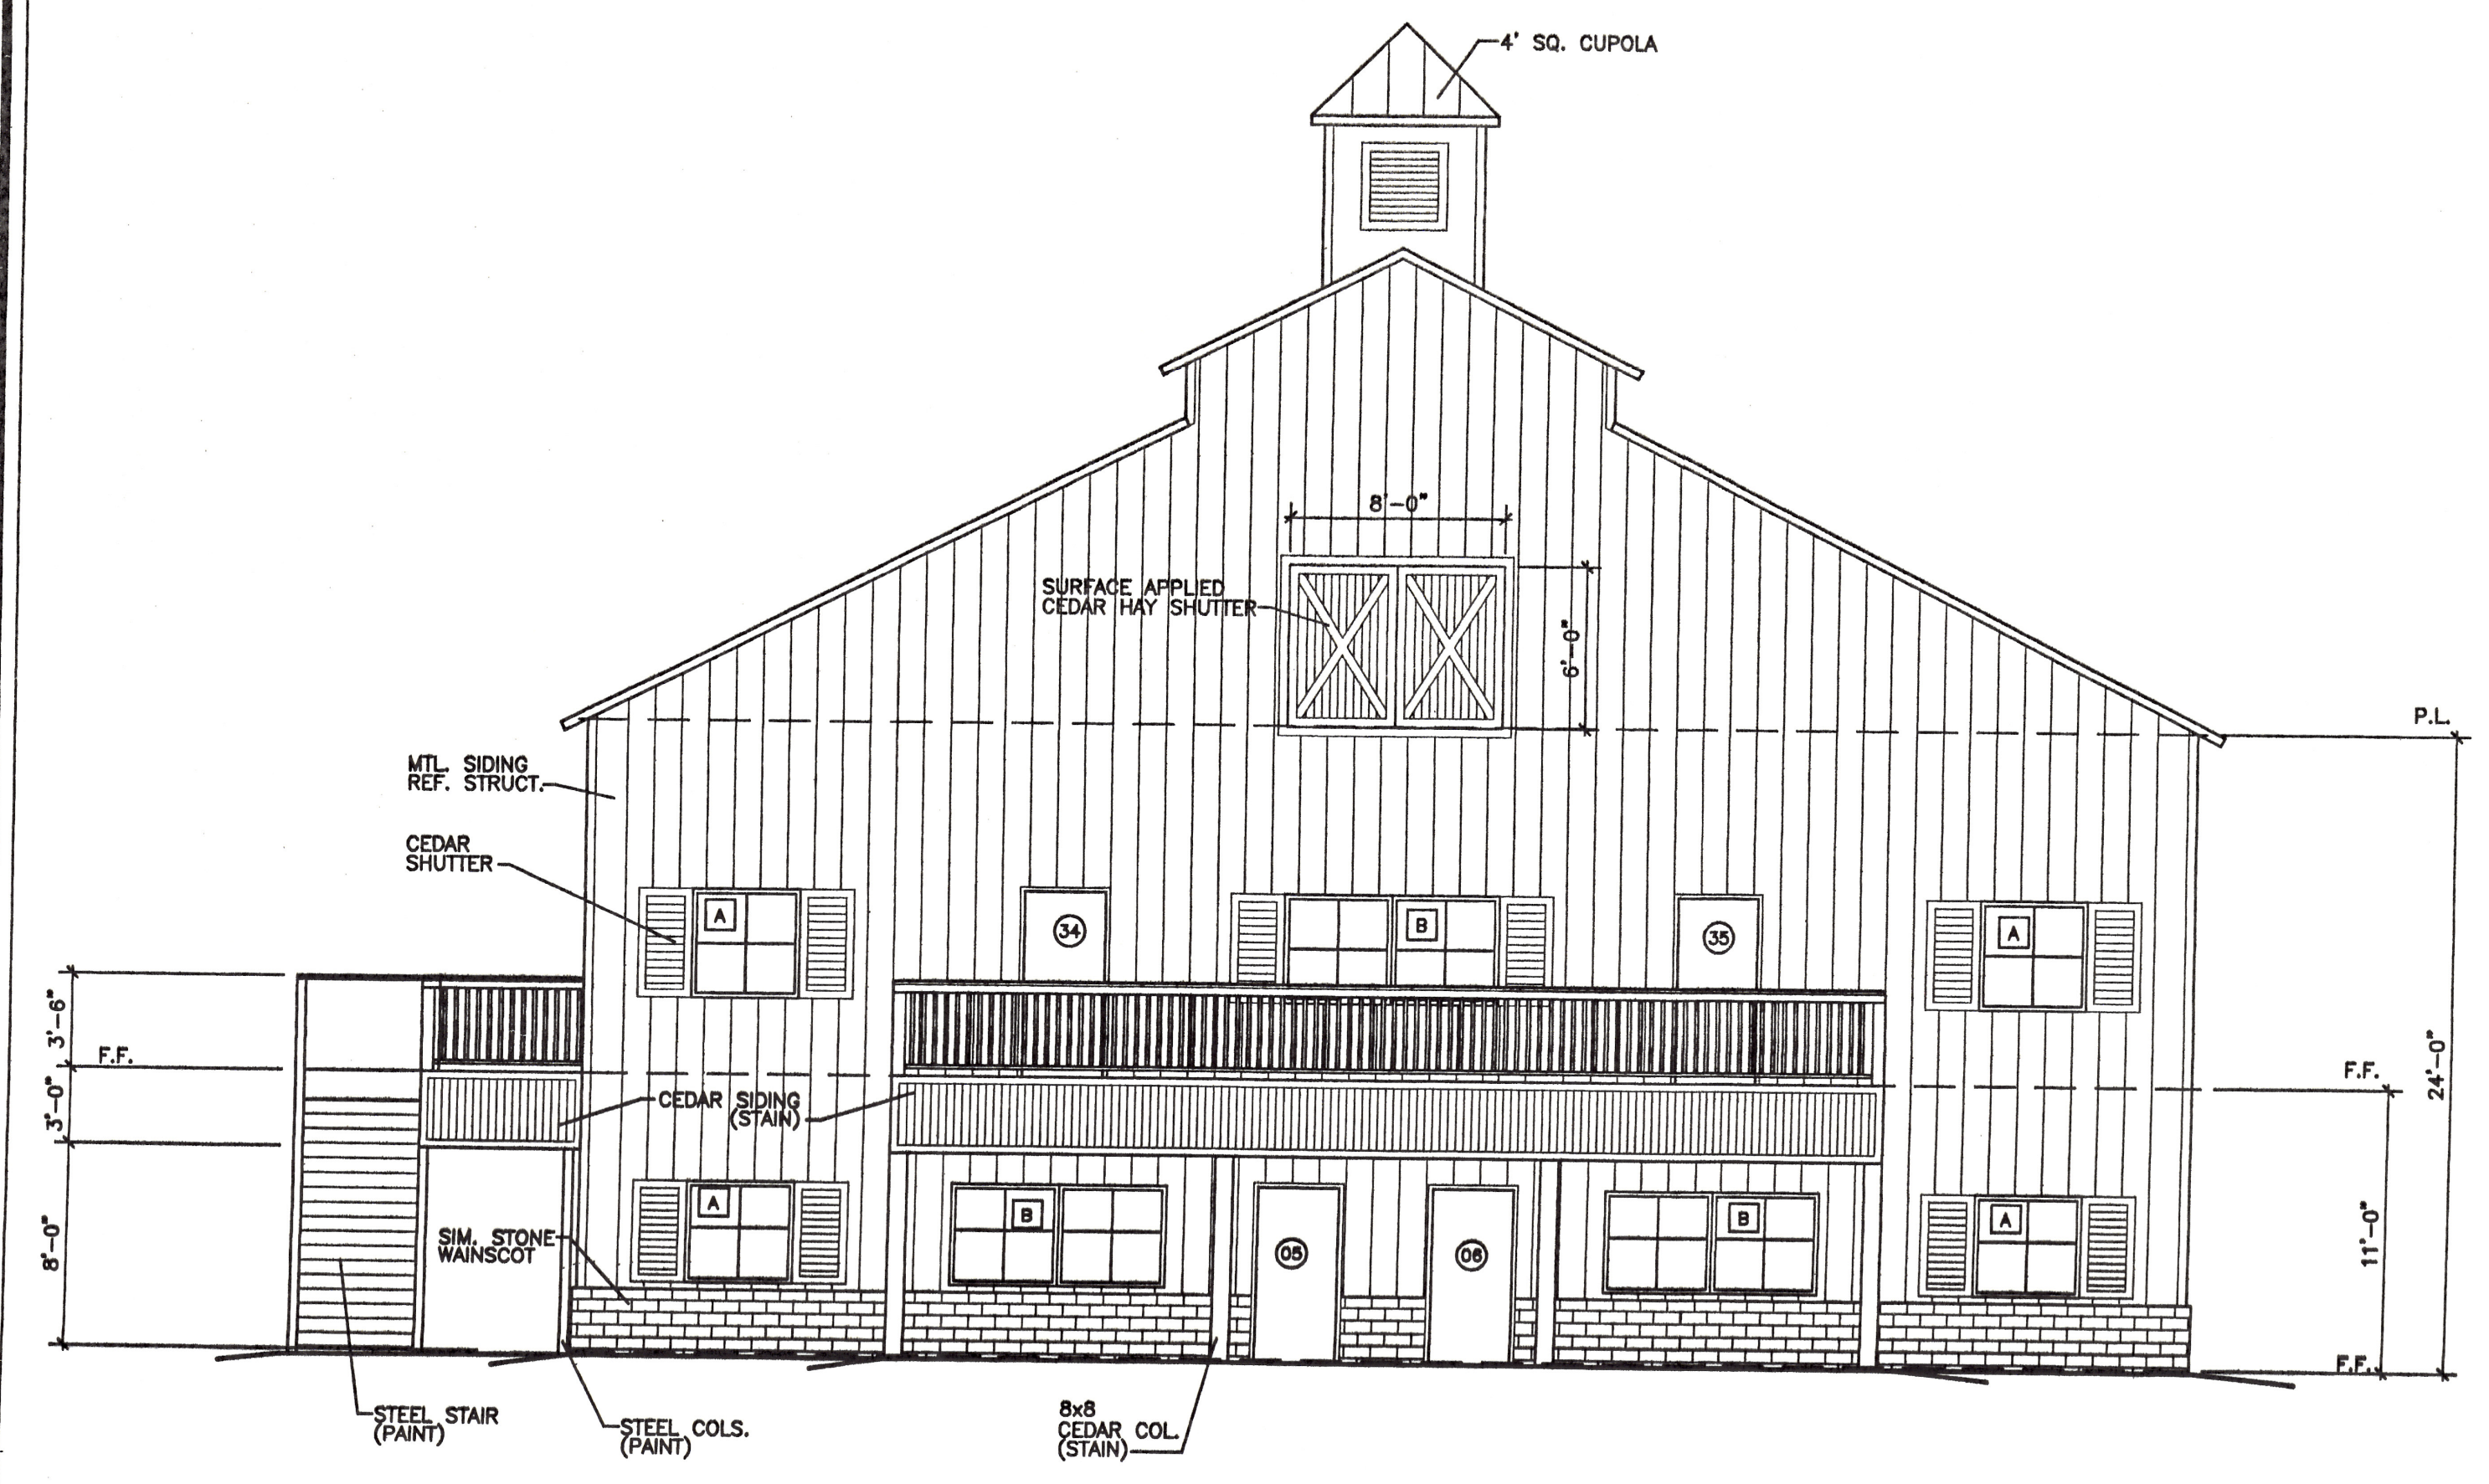 4' SQ. CUPOLA
8'-0"
SURFACE APPLIED
CEDAR HAY SHUTTER
6'-0"
P.L.
MTL. SIDING
REF. STRUCT.
CEDAR
SHUTTER
A
34
B
35
A
3'-6"
F.F.
F.F.
24'-0"
3'-0"
CEDAR SIDING
(STAIN)
A
B
B
A
8'-0"
SIM. STONE
WAINSCOT
05
06
11'-0"
F.F.
STEEL STAIR
(PAINT)
STEEL COLS.
(PAINT)
8x8
CEDAR COL.
(STAIN)